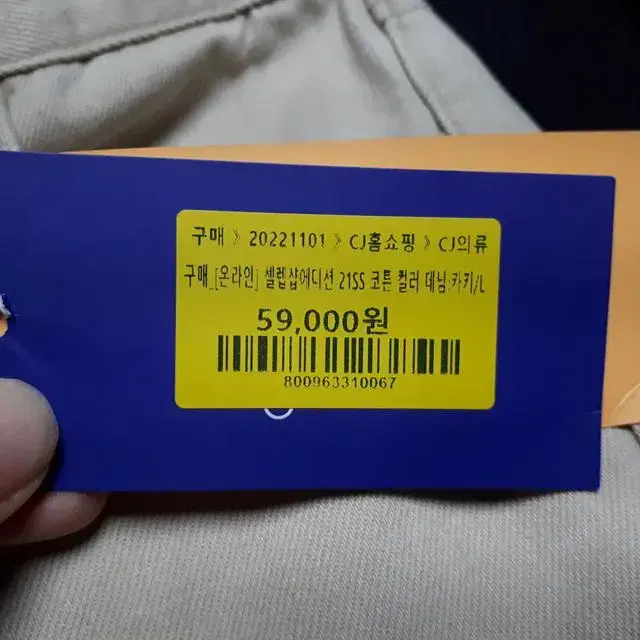 구매 》 20221101 》 CJ홈쇼핑 》 CJ의류
구매_[온라인] 셀렙샵에디션 21SS 코튼 컬러 데님:카키/L
59,000원
800963310067